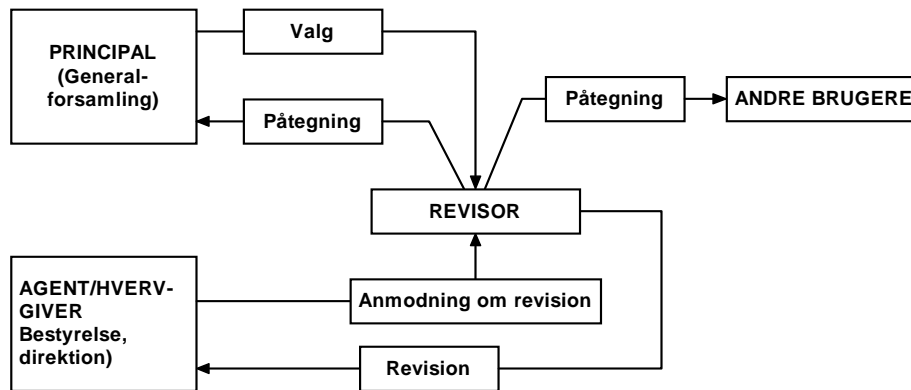 Valg
PRINCIPAL
(General-
forsamling)
Påtegning
Påtegning
ANDRE BRUGERE
REVISOR
AGENT/HVERV-
GIVER
Bestyrelse,
direktion)
Anmodning om revision
Revision